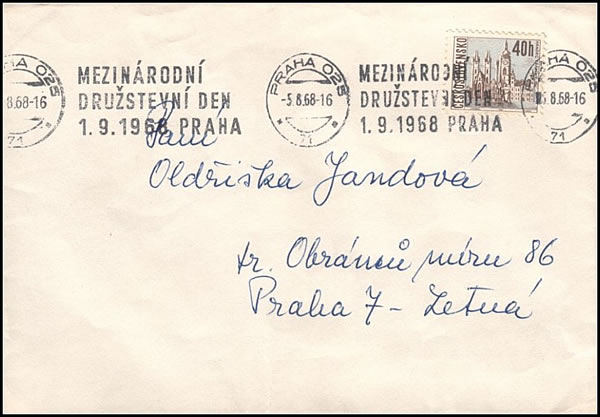 PRAHA 025
5.8.68-16
71
MEZINÁRODNÍ
DRUŽSTEVNÍ DEN
1.9.1968 PRAHA
PRAHA 025
-5.8.68-16
71
MEZINÁRODNÍ
DRUŽSTEVNÍ DEN
1.9.1968 PRAHA
40h
ČESKOSLOVENSKO
PRAHA 025
5.8.68-16
71
Paní
Oldřiška Jandová
tr. Obránců míru 86
Praha 7 - Letná